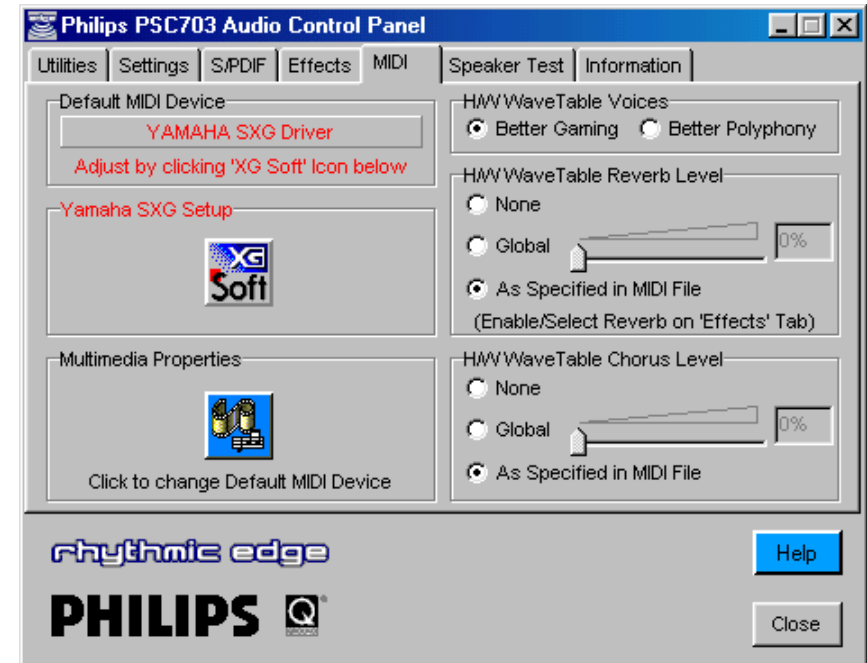 Philips PSC703 Audio Control Panel
Utilities Settings S/PDIF Effects MIDI Speaker Test Information
Default MIDI Device
YAMAHA SXG Driver
Adjust by clicking 'XG Soft' Icon below
Yamaha SXG Setup
XG
Soft
Multimedia Properties
Click to change Default MIDI Device
H/W WaveTable Voices
Better Gaming Better Polyphony
H/W WaveTable Reverb Level
None
Global 0%
As Specified in MIDI File
(Enable/Select Reverb on 'Effects' Tab)
H/W WaveTable Chorus Level
None
Global 0%
As Specified in MIDI File
rhythmic edge
PHILIPS Q
Help
Close